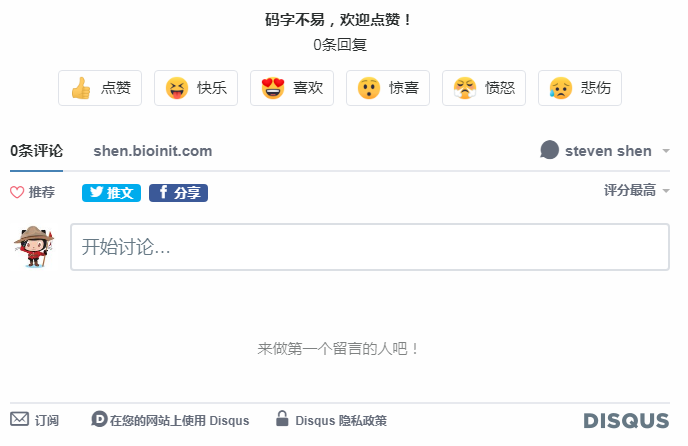 码字不易，欢迎点赞！
0条回复
点赞 快乐 喜欢 惊喜 愤怒 悲伤
0条评论 shen.bioinit.com steven shen
推荐 推文 分享 评分最高
开始讨论...
来做第一个留言的人吧！
订阅 D在您的网站上使用 Disqus Disqus 隐私政策 DISQUS